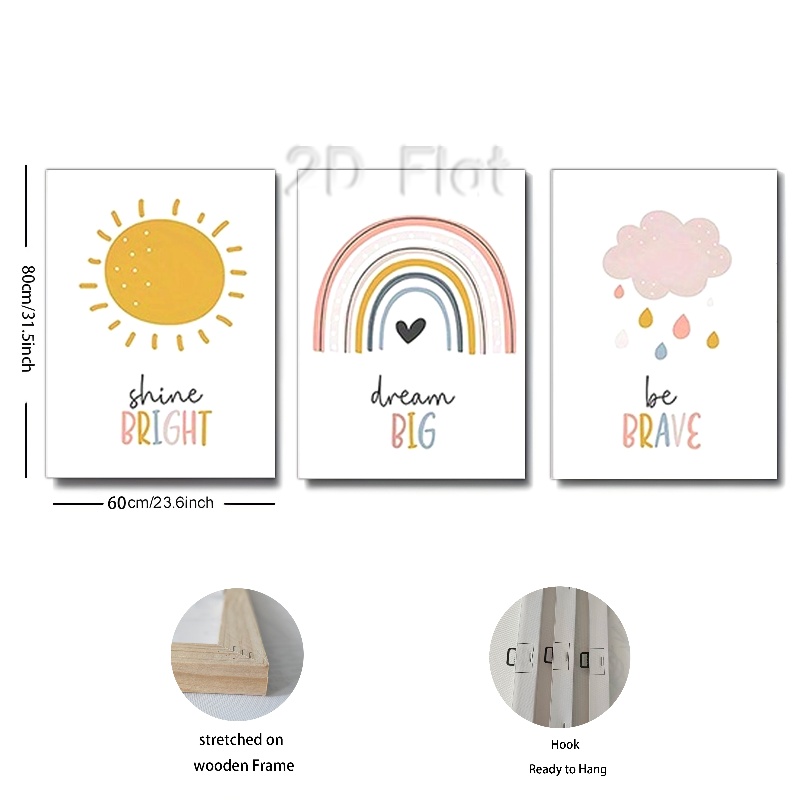 2D Flat
80cm/31.5inch
shine
BRIGHT
dream
BIG
be
BRAVE
60cm/23.6inch
stretched on
wooden Frame
Hook
Ready to Hang